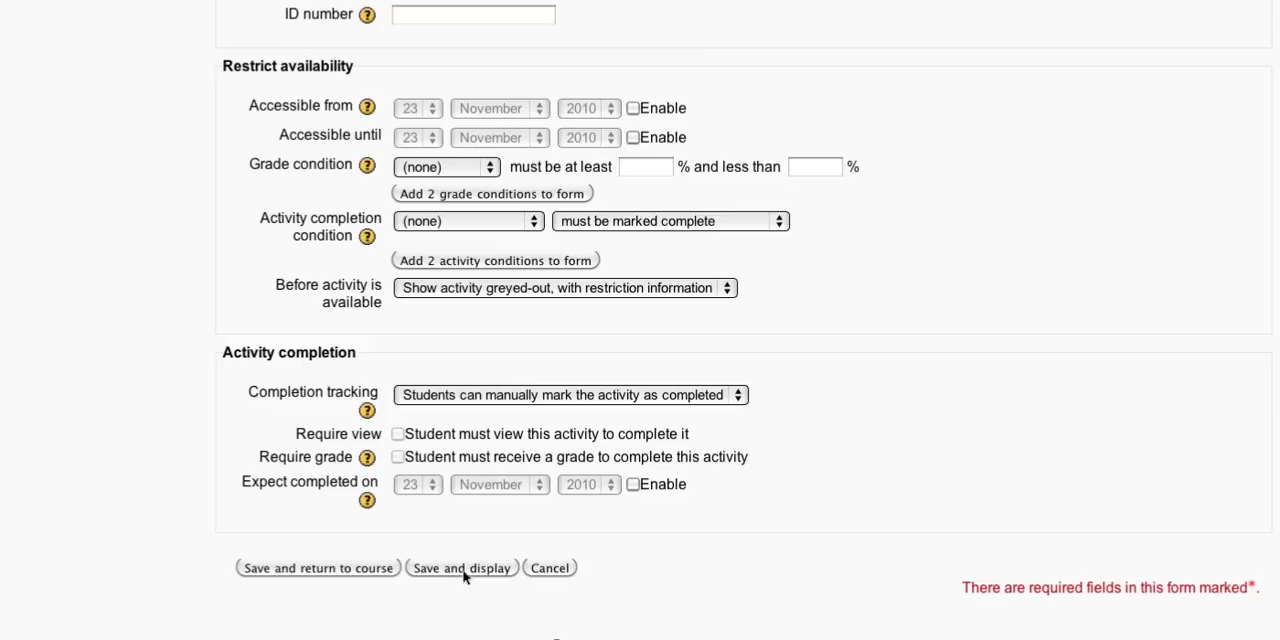 ID number
Restrict availability
Accessible from 23 November 2010 Enable
Accessible until 23 November 2010 Enable
Grade condition (none) must be at least % and less than %
Add 2 grade conditions to form
Activity completion condition (none) must be marked complete
Add 2 activity conditions to form
Before activity is available Show activity greyed-out, with restriction information
Activity completion
Completion tracking Students can manually mark the activity as completed
Require view Student must view this activity to complete it
Require grade Student must receive a grade to complete this activity
Expect completed on 23 November 2010 Enable
Save and return to course Save and display Cancel
There are required fields in this form marked*.